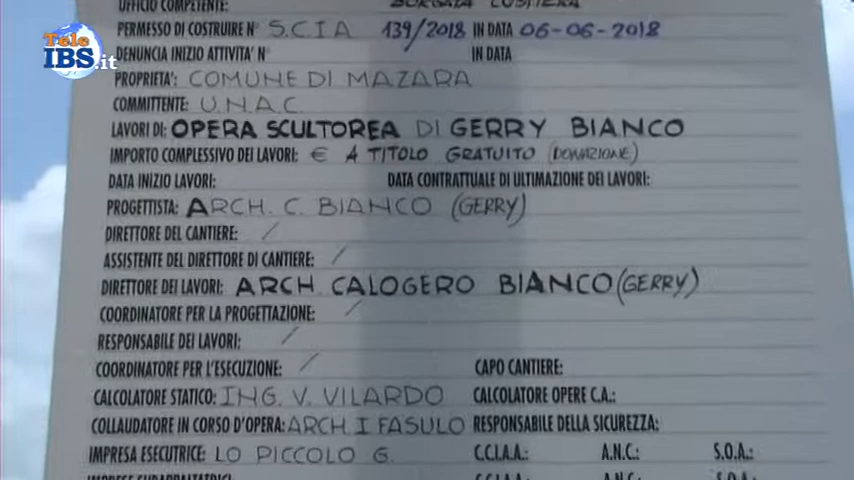 UFFICIO COMPETENTE: BORGATA COSTIERA
PERMESSO DI COSTRUIRE N° S.C.I.A 139/2018 IN DATA 06-06-2018
Tele IBS.it
DENUNCIA INIZIO ATTIVITA' N° IN DATA
PROPRIETA': COMUNE DI MAZARA
COMMITTENTE: U.N.A.C
LAVORI DI: OPERA SCULTOREA DI GERRY BIANCO
IMPORTO COMPLESSIVO DEI LAVORI: € A TITOLO GRATUITO (DONAZIONE)
DATA INIZIO LAVORI: DATA CONTRATTUALE DI ULTIMAZIONE DEI LAVORI:
PROGETTISTA: ARCH. C. BIANCO (GERRY)
DIRETTORE DEL CANTIERE: /
ASSISTENTE DEL DIRETTORE DI CANTIERE: /
DIRETTORE DEI LAVORI: ARCH. CALOGERO BIANCO (GERRY)
COORDINATORE PER LA PROGETTAZIONE: /
RESPONSABILE DEI LAVORI: /
COORDINATORE PER L'ESECUZIONE: / CAPO CANTIERE:
CALCOLATORE STATICO: ING. V. VILARDO CALCOLATORE OPERE C.A.:
COLLAUDATORE IN CORSO D'OPERA: ARCH I FASULO RESPONSABILE DELLA SICUREZZA:
IMPRESA ESECUTRICE: LO PICCOLO G. C.C.I.A.A.: A.N.C.: S.O.A.:
IMPRESE SUBAPPALTATRICI: C.C.I.A.A.: A.N.C.: S.O.A.: